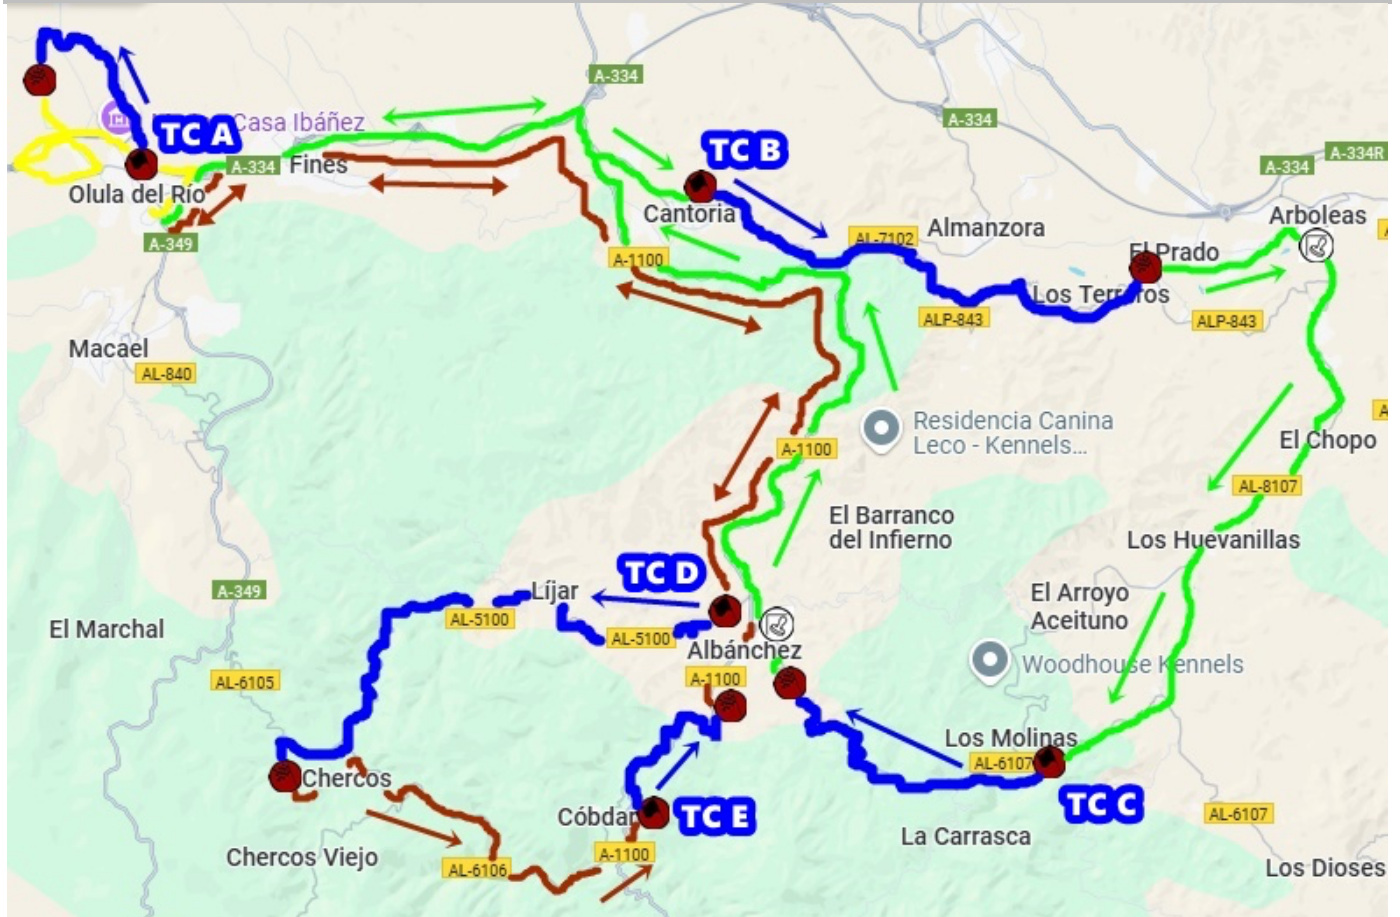 A-334
A-334
TC A
Casa Ibáñez
TC B
A-334R
A-334
A-334
Fines
Olula del Río
Cantoria
Arboleas
A-349
AL-7102
Almanzora
El Prado
A-1100
Los Terreros
ALP-843
ALP-843
Macael
AL-840
Residencia Canina
Leco - Kennels...
El Chopo
A-1100
AL-8107
El Barranco
del Infierno
Los Huevanillas
TC D
A-349
Líjar
El Arroyo
Aceituno
AL-5100
El Marchal
AL-5100
Albánchez
Woodhouse Kennels
AL-6105
A-1100
Los Molinas
AL-6107
Chercos
TC C
Cóbdar
TC E
AL-6107
La Carrasca
A-1100
Chercos Viejo
AL-6106
Los Dioses